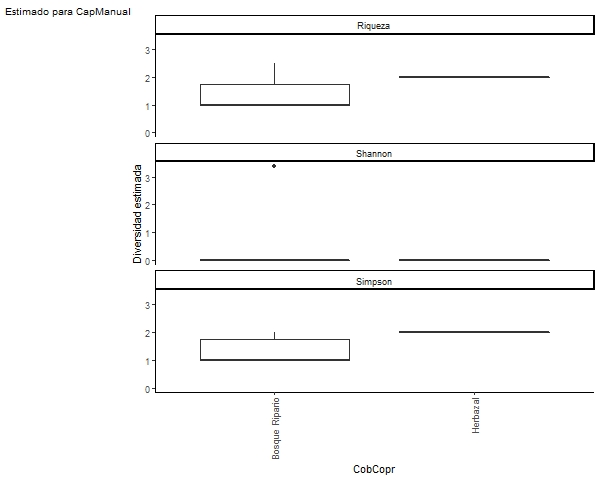 Estimado para CapManual
Riqueza
3
2
1
0
Shannon
3
2
1
0
Simpson
3
2
1
0
Diversidad estimada
Bosque Ripario
Herbazal
CobCopr